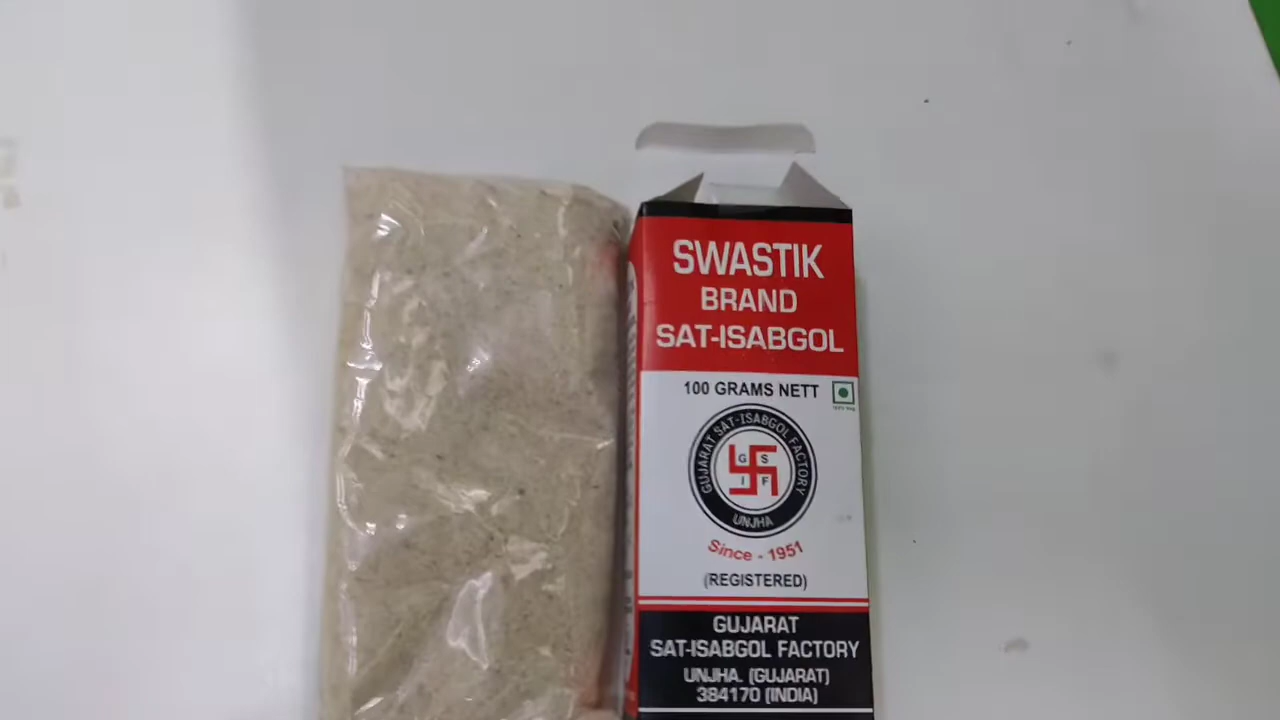 SWASTIK
BRAND
SAT-ISABGOL
100 GRAMS NETT
GUJARAT SAT-ISABGOL FACTORY
G S
I F
UNJHA
Since - 1951
(REGISTERED)
GUJARAT
SAT-ISABGOL FACTORY
UNJHA. (GUJARAT)
384170 (INDIA)